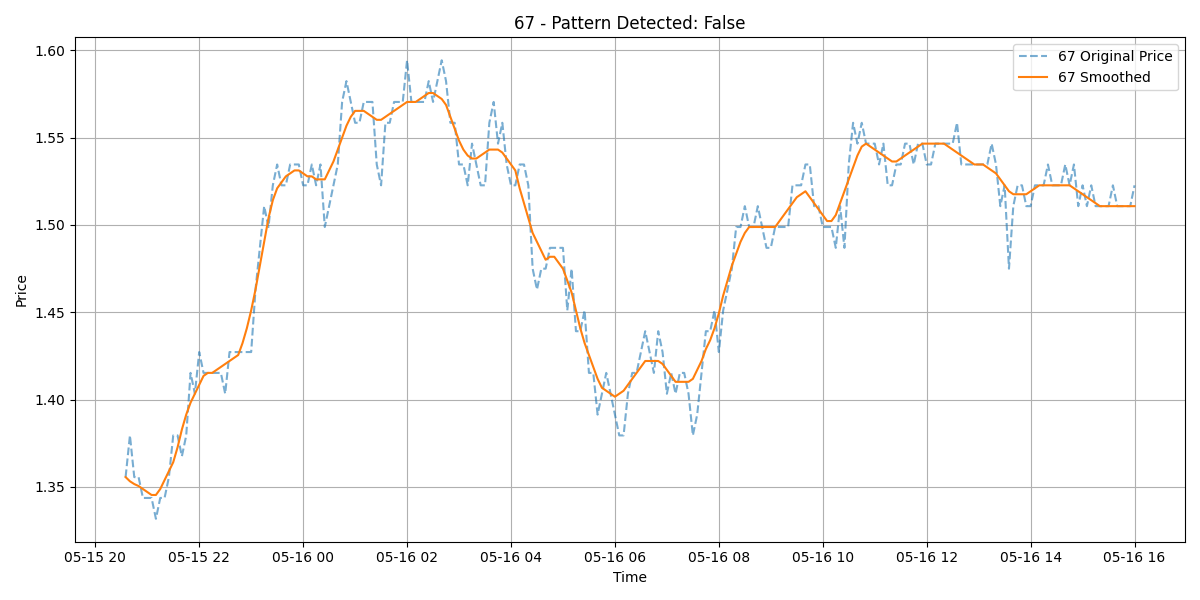 67 - Pattern Detected: False
67 Original Price
67 Smoothed
Price
1.60
1.55
1.50
1.45
1.40
1.35
05-15 20 05-15 22 05-16 00 05-16 02 05-16 04 05-16 06 05-16 08 05-16 10 05-16 12 05-16 14 05-16 16
Time